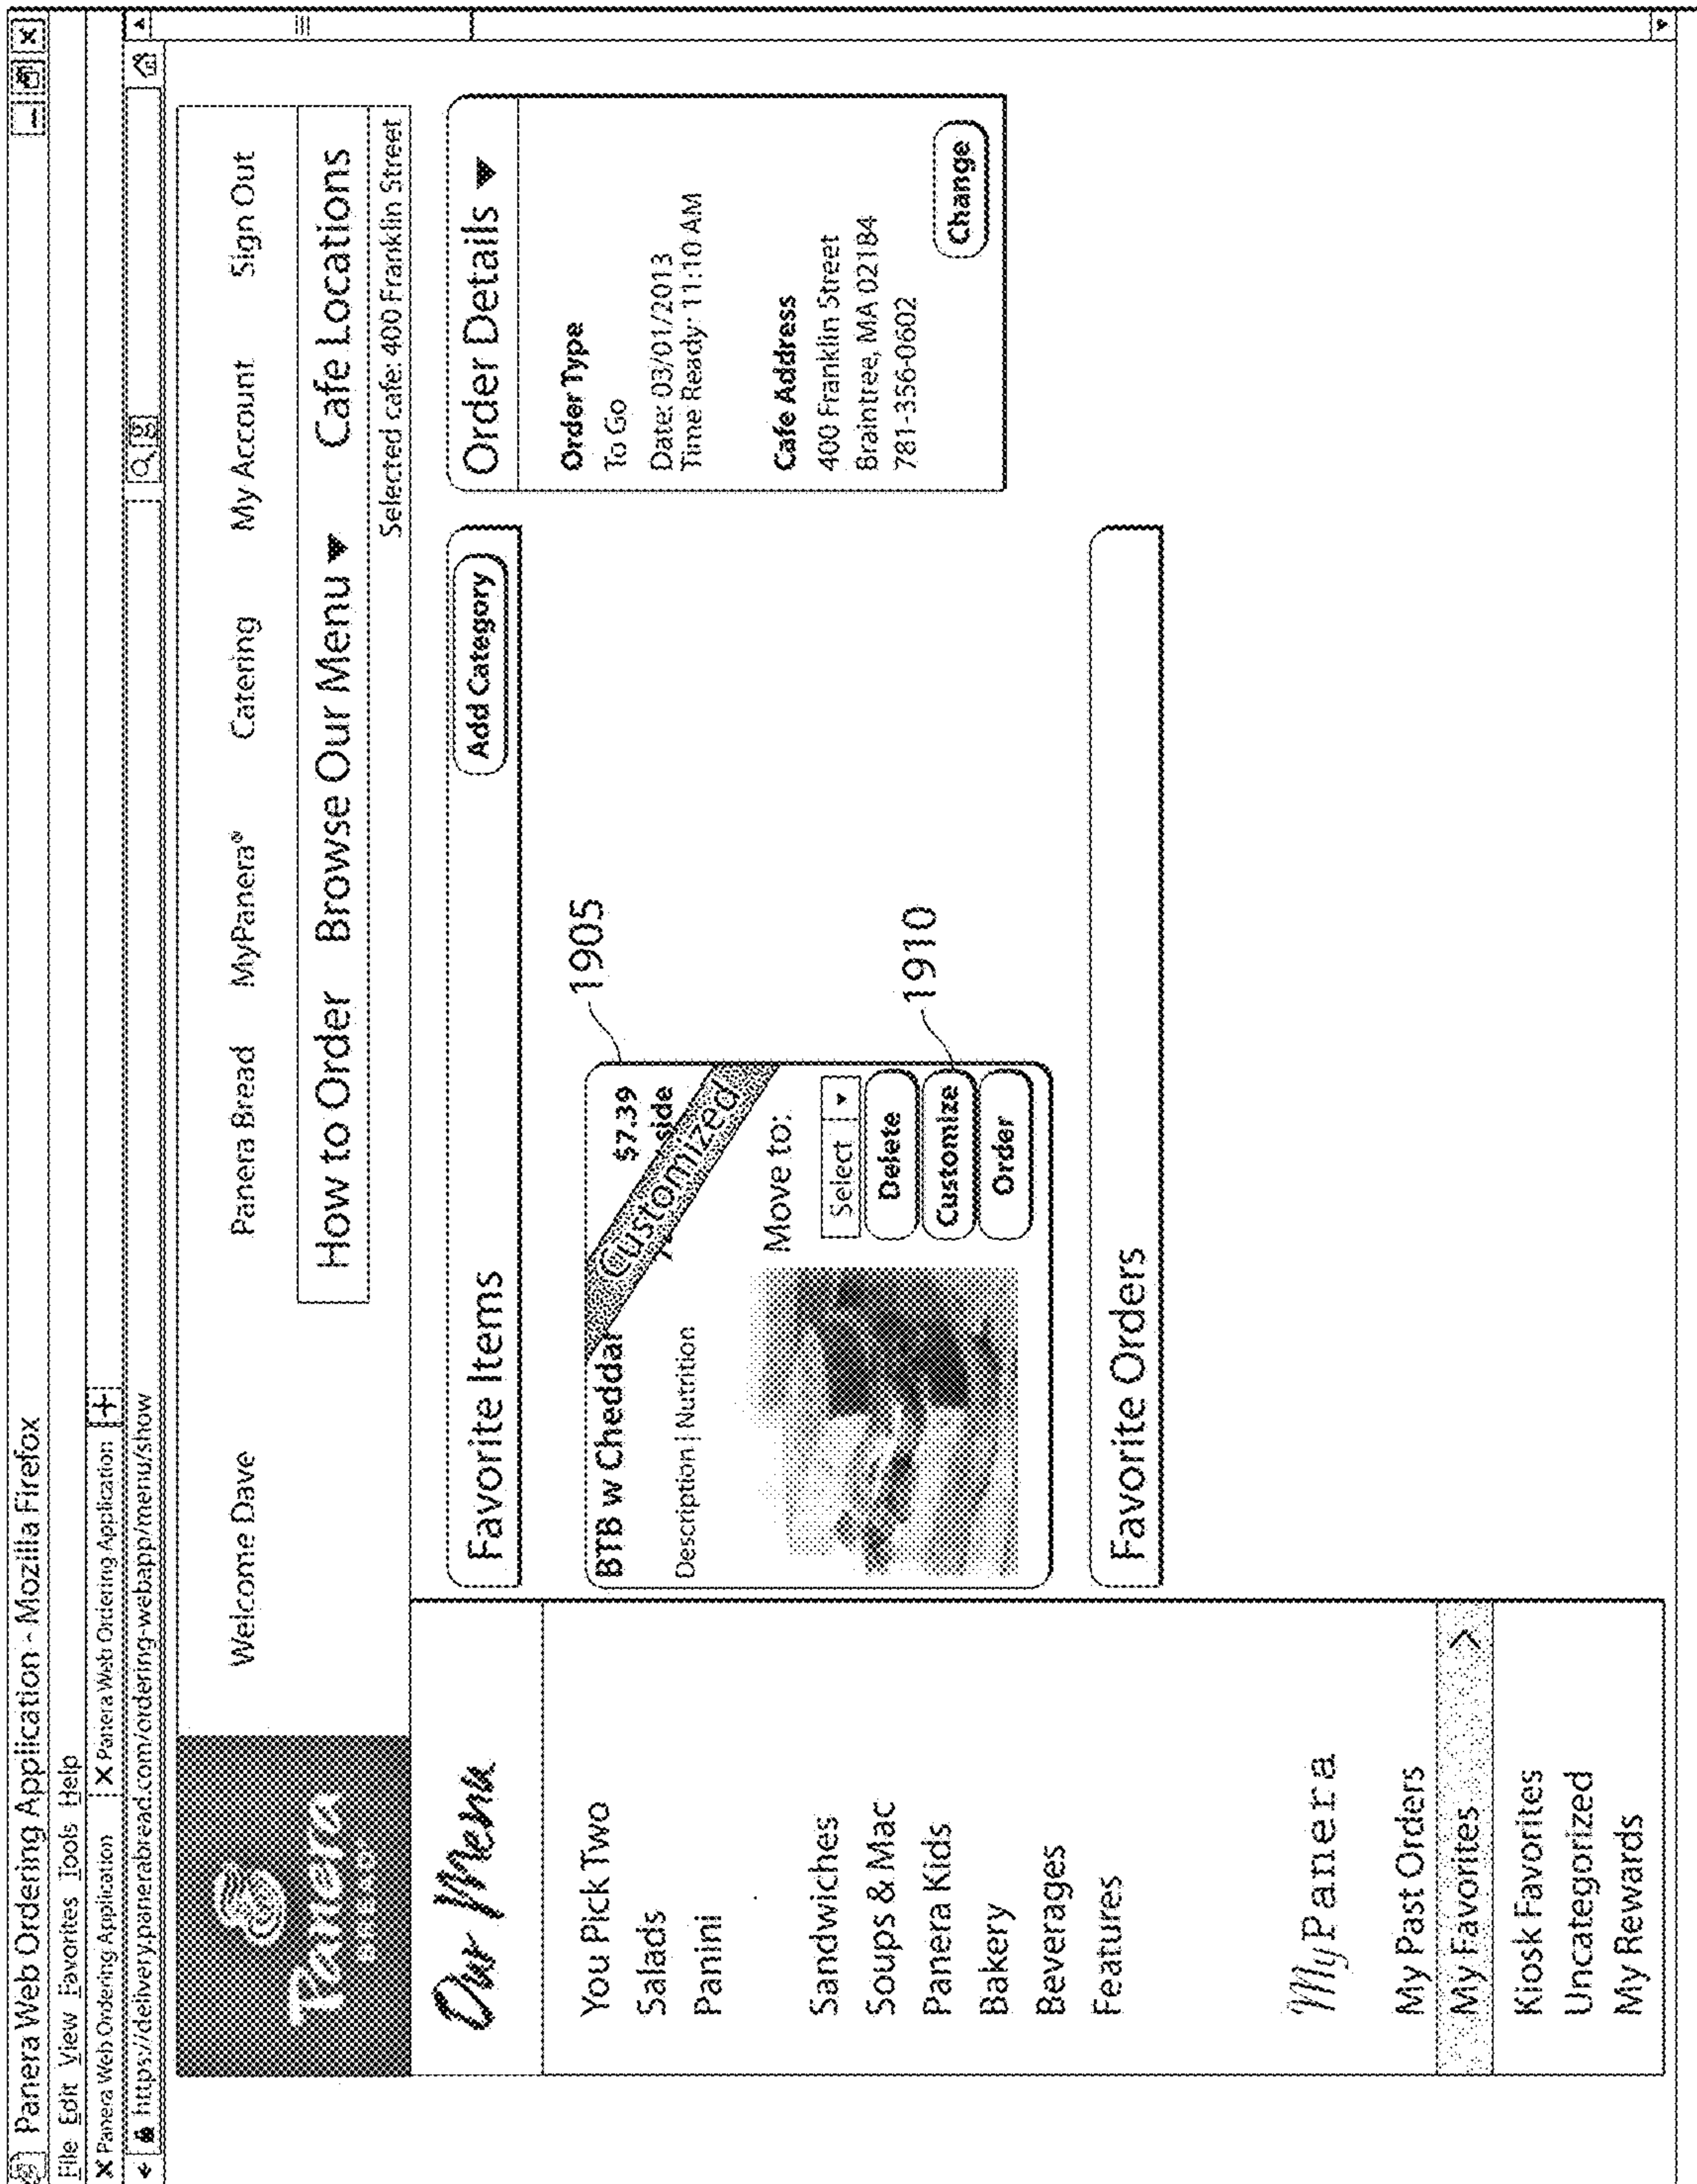 Panera Web Ordering Application - Mozilla Firefox
File Edit View Favorites Tools Help
X Panera Web Ordering Application X Panera Web Ordering Application +
https://delivery.panerabread.com/ordering-webapp/menu/show
Panera
BREAD
Welcome Dave Panera Bread MyPanera® Catering My Account Sign Out
How to Order Browse Our Menu ▼ Cafe Locations
Selected cafe: 400 Franklin Street
Our Menu
You Pick Two
Salads
Panini
Sandwiches
Soups & Mac
Panera Kids
Bakery
Beverages
Features
MyPanera
My Past Orders
My Favorites >
Kiosk Favorites
Uncategorized
My Rewards
Favorite Items Add Category
BTB w Cheddar $7.39
side
Customized
Description | Nutrition
Move to:
Select ▼
Delete
Customize
Order
1905
1910
Favorite Orders
Order Details ▼
Order Type
To Go
Date: 03/01/2013
Time Ready: 11:10 AM
Cafe Address
400 Franklin Street
Braintree, MA 02184
781-356-0602
Change